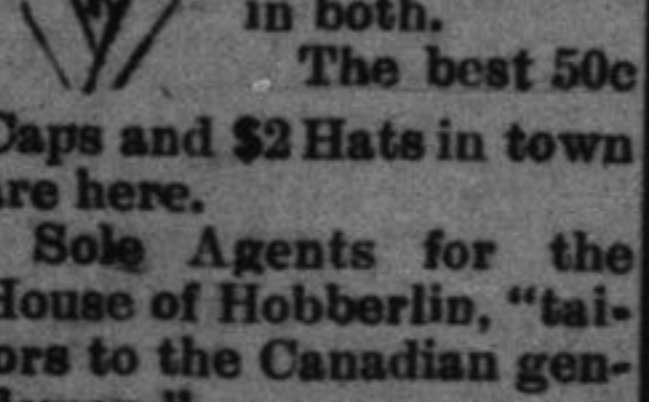 in both.
The best 50c
Caps and $2 Hats in town
are here.
Sole Agents for the
House of Hobberlin, "tai-
ors to the Canadian gen-